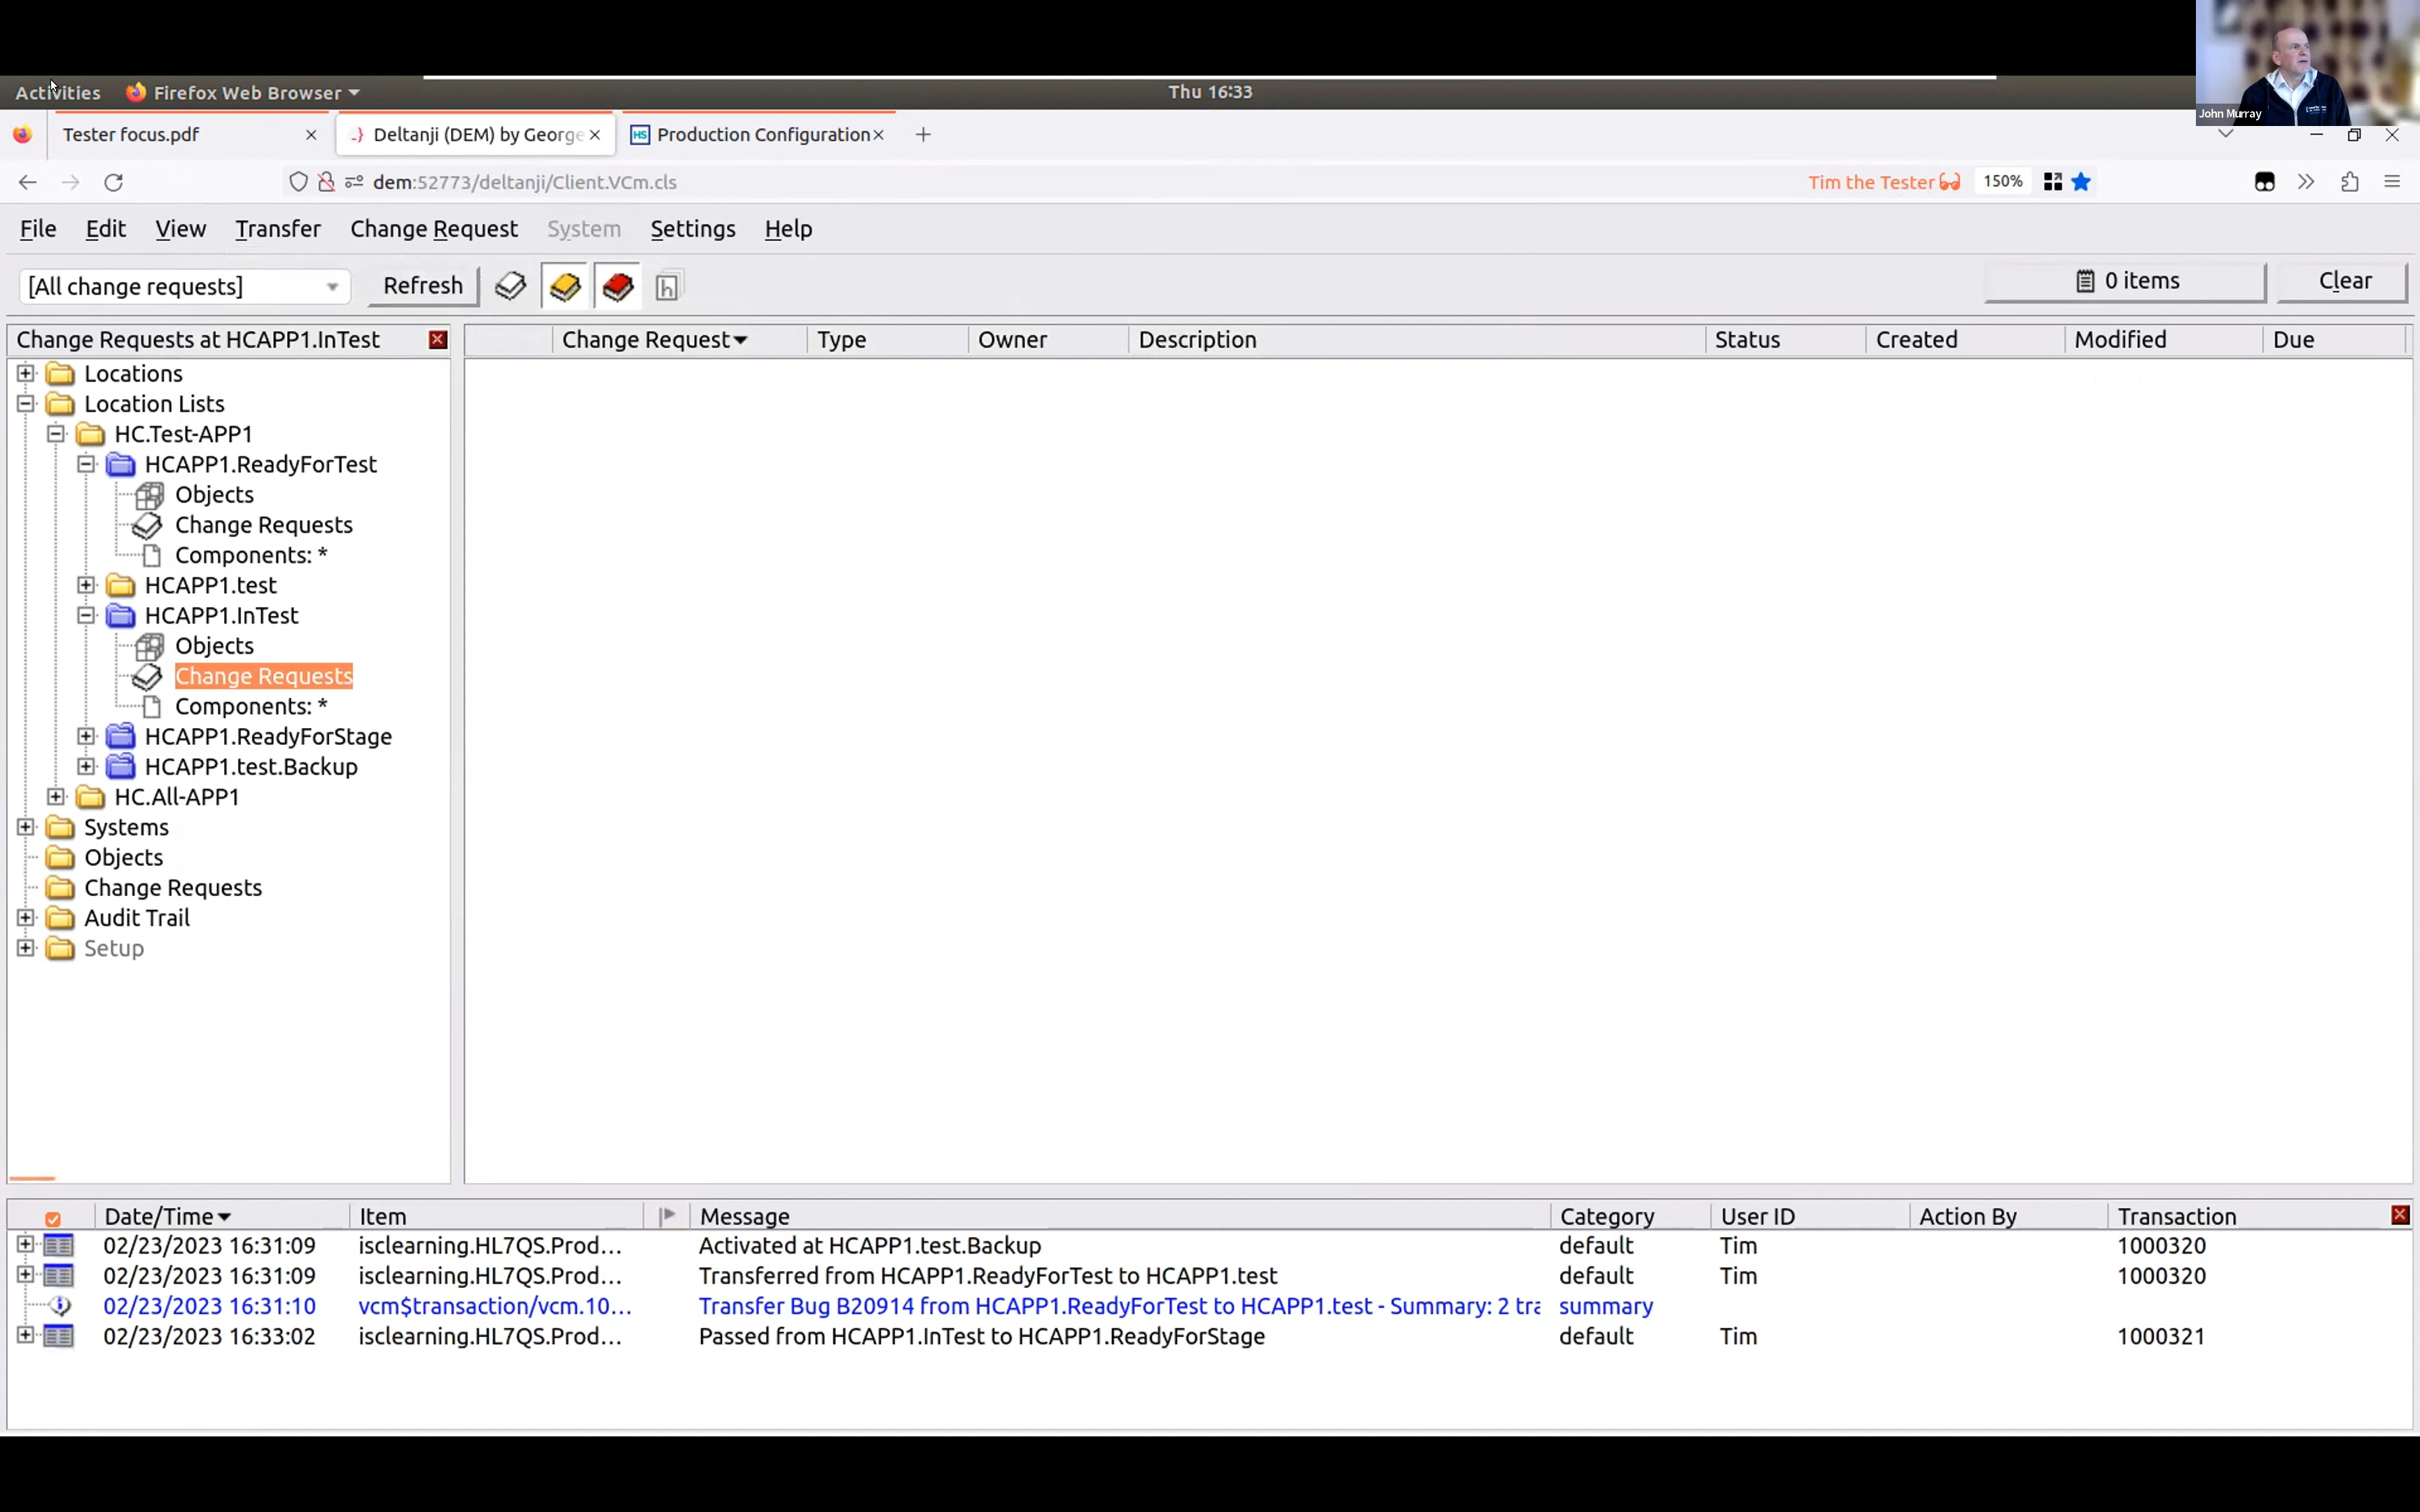 John Murray
Activities Firefox Web Browser Thu 16:33
Tester focus.pdf Deltanji (DEM) by George Production Configuration
dem:52773/deltanji/Client.VCm.cls Tim the Tester 150%
File Edit View Transfer Change Request System Settings Help
[All change requests] Refresh 0 items Clear
Change Requests at HCAPP1.InTest
Change Request Type Owner Description Status Created Modified Due
Locations
Location Lists
HC.Test-APP1
HCAPP1.ReadyForTest
Objects
Change Requests
Components: *
HCAPP1.test
HCAPP1.InTest
Objects
Change Requests
Components: *
HCAPP1.ReadyForStage
HCAPP1.test.Backup
HC.All-APP1
Systems
Objects
Change Requests
Audit Trail
Setup
Date/Time Item Message Category User ID Action By Transaction
02/23/2023 16:31:09 isclearning.HL7QS.Prod... Activated at HCAPP1.test.Backup default Tim 1000320
02/23/2023 16:31:09 isclearning.HL7QS.Prod... Transferred from HCAPP1.ReadyForTest to HCAPP1.test default Tim 1000320
02/23/2023 16:31:10 vcm$transaction/vcm.10... Transfer Bug B20914 from HCAPP1.ReadyForTest to HCAPP1.test - Summary: 2 tra summary
02/23/2023 16:33:02 isclearning.HL7QS.Prod... Passed from HCAPP1.InTest to HCAPP1.ReadyForStage default Tim 1000321